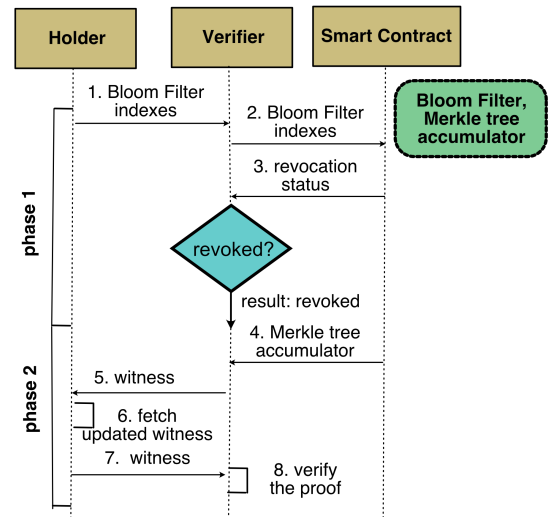 Holder
Verifier
Smart Contract
1. Bloom Filter
indexes
2. Bloom Filter
indexes
Bloom Filter,
Merkle tree
accumulator
3. revocation
status
phase 1
revoked?
result: revoked
4. Merkle tree
accumulator
phase 2
5. witness
6. fetch
updated witness
7. witness
8. verify
the proof